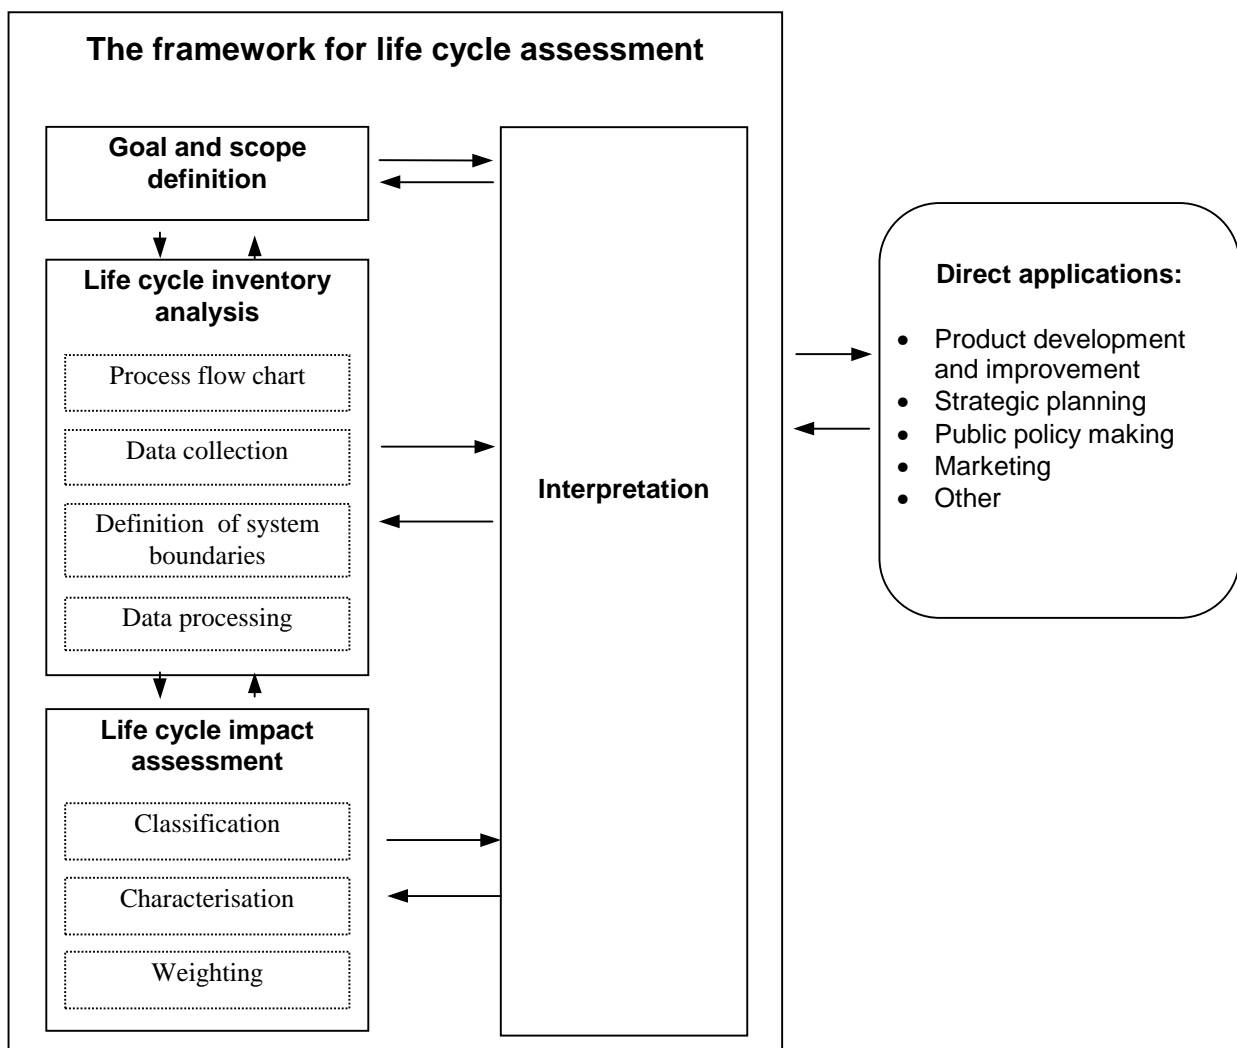 The framework for life cycle assessment
Goal and scope
definition
Life cycle inventory
analysis
Process flow chart
Data collection
Definition of system
boundaries
Data processing
Life cycle impact
assessment
Classification
Characterisation
Weighting
Interpretation
Direct applications:
• Product development
and improvement
• Strategic planning
• Public policy making
• Marketing
• Other